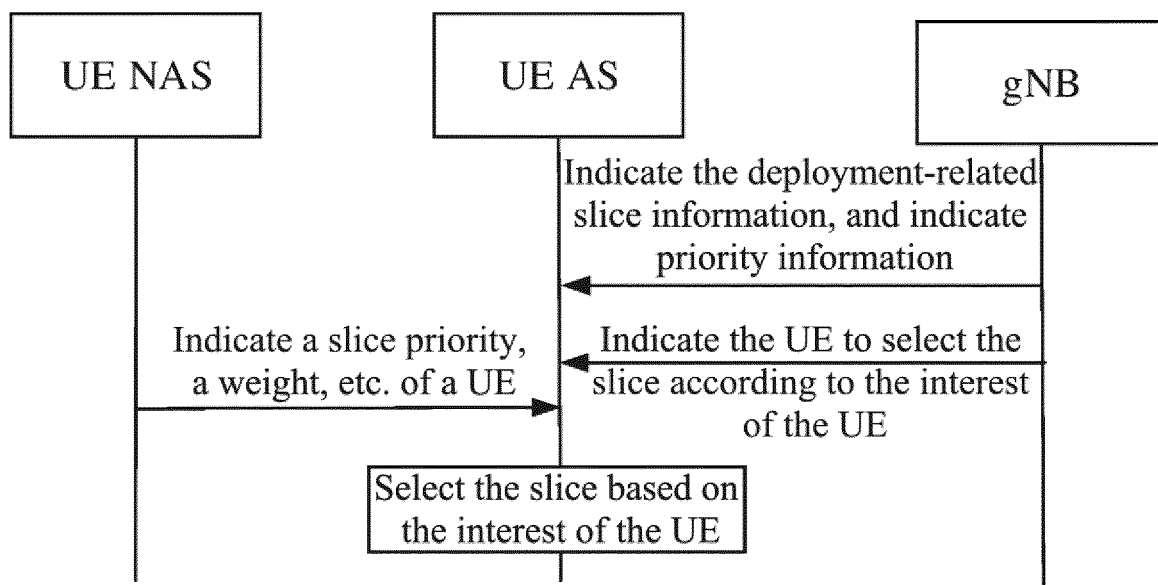 UE NAS
UE AS
gNB
Indicate the deployment-related
slice information, and indicate
priority information
Indicate a slice priority,
a weight, etc. of a UE
Indicate the UE to select the
slice according to the interest
of the UE
Select the slice based on
the interest of the UE